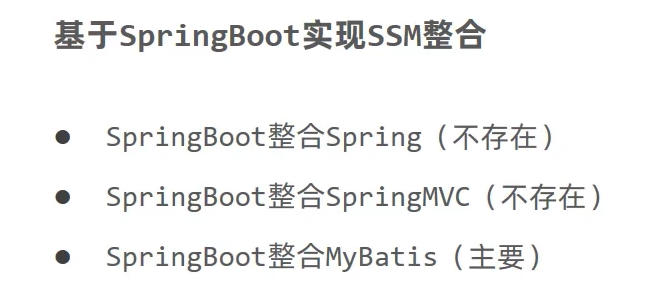 基于SpringBoot实现SSM整合
● SpringBoot整合Spring（不存在）
● SpringBoot整合SpringMVC（不存在）
● SpringBoot整合MyBatis（主要）